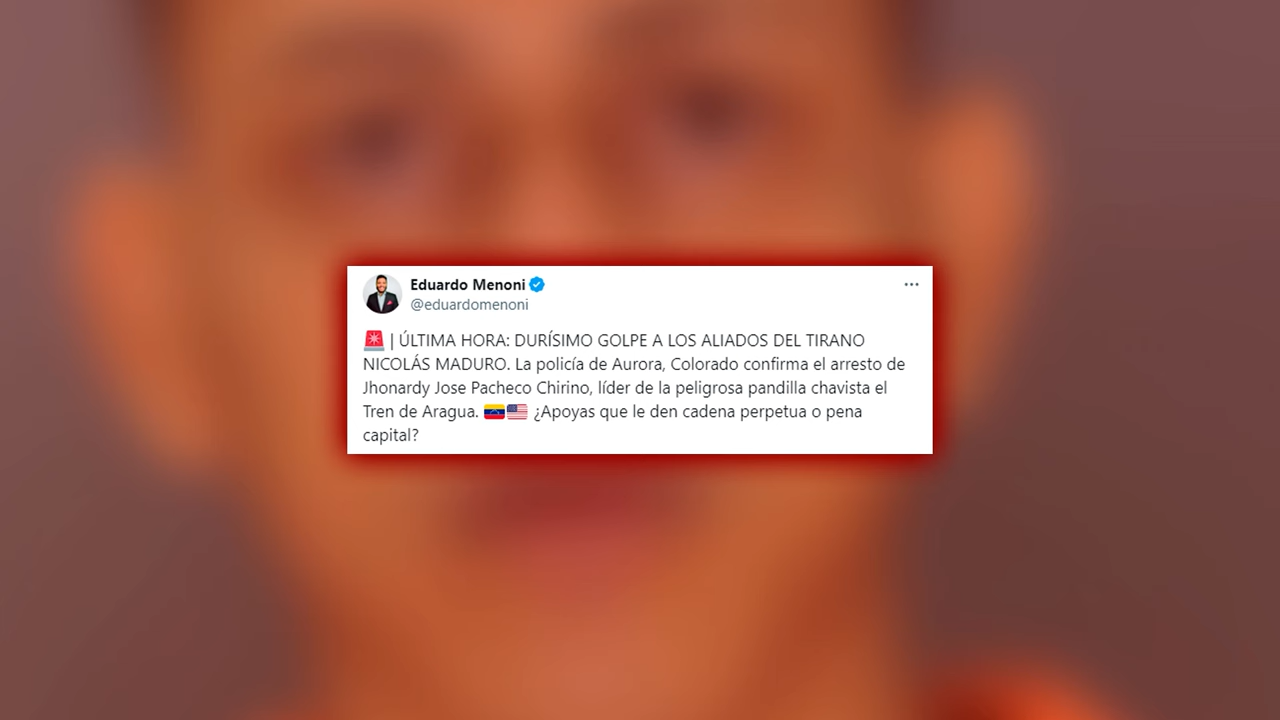 Eduardo Menoni
@eduardomenoni
🚨 | ÚLTIMA HORA: DURÍSIMO GOLPE A LOS ALIADOS DEL TIRANO
NICOLÁS MADURO. La policía de Aurora, Colorado confirma el arresto de
Jhonardy Jose Pacheco Chirino, líder de la peligrosa pandilla chavista el
Tren de Aragua. 🇻🇪🇺🇸 ¿Apoyas que le den cadena perpetua o pena
capital?